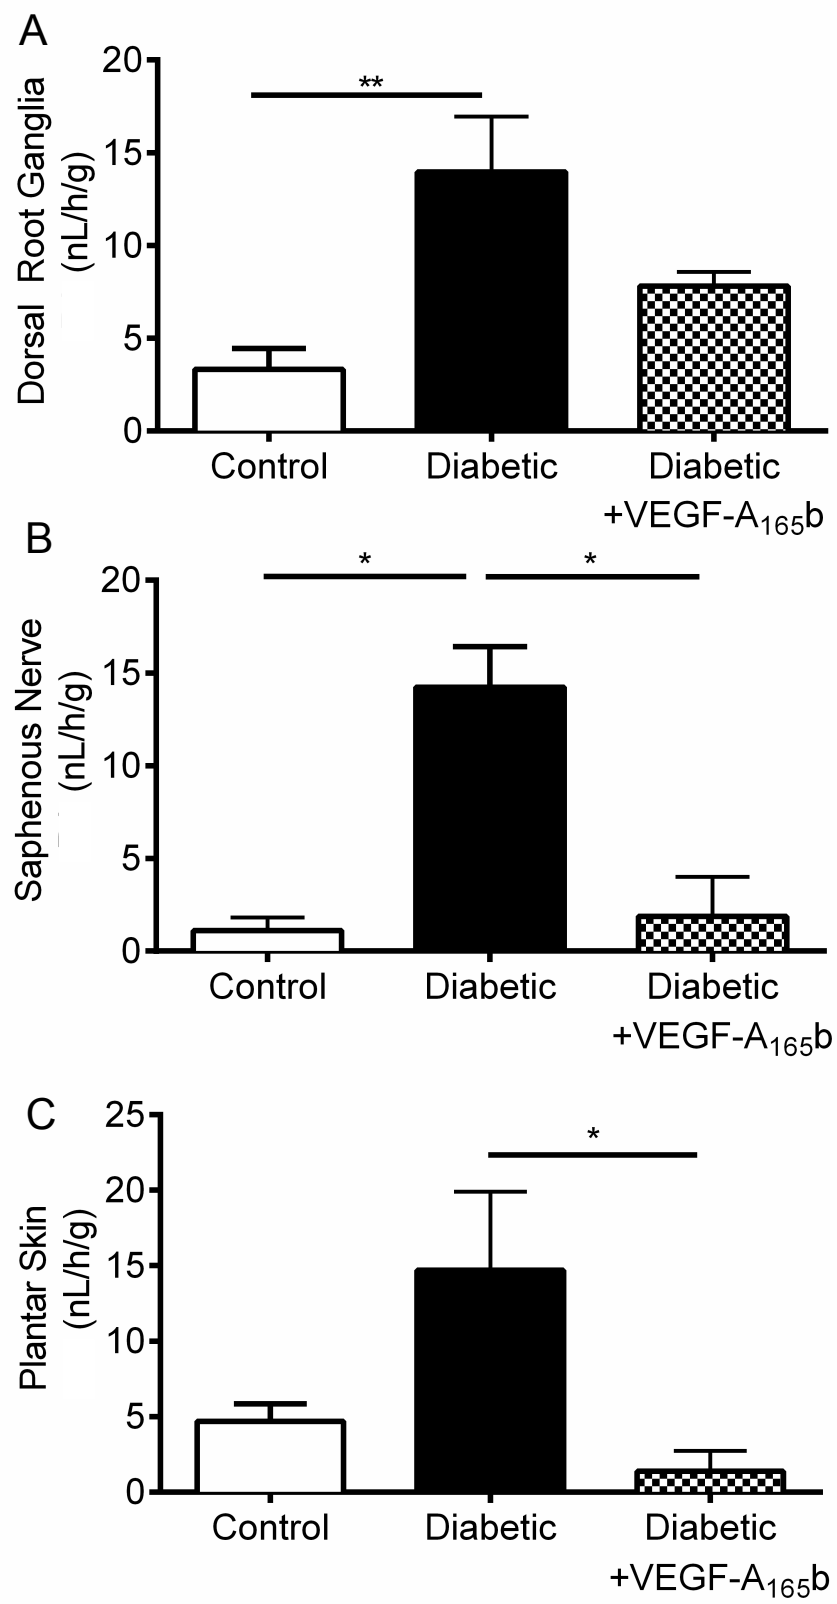 A
Dorsal Root Ganglia
(nL/h/g)
20
15
10
5
0
**
Control
Diabetic
Diabetic
+VEGF-A165b
B
Saphenous Nerve
(nL/h/g)
20
15
10
5
0
*
*
Control
Diabetic
Diabetic
+VEGF-A165b
C
Plantar Skin
(nL/h/g)
25
20
15
10
5
0
*
Control
Diabetic
Diabetic
+VEGF-A165b